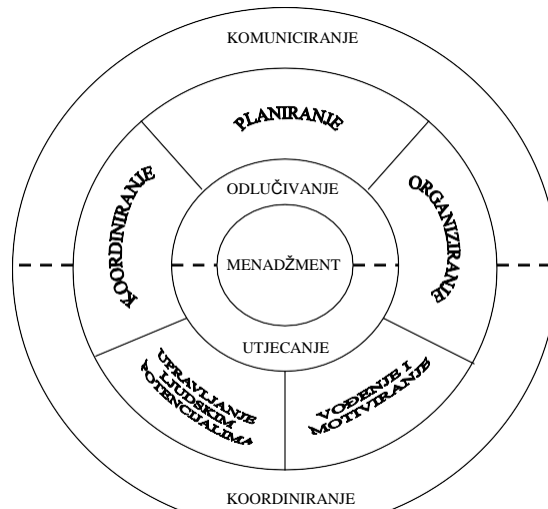 KOMUNICIRANJE
PLANIRANJE
ODLUČIVANJE
KOORDINIRANJE
ORGANIZIRANJE
MENADŽMENT
UTJECANJE
UPRAVLJANJE
LJUDSKIM
POTENCIJALIMA
VOĐENJE I
MOTIVIRANJE
KOORDINIRANJE